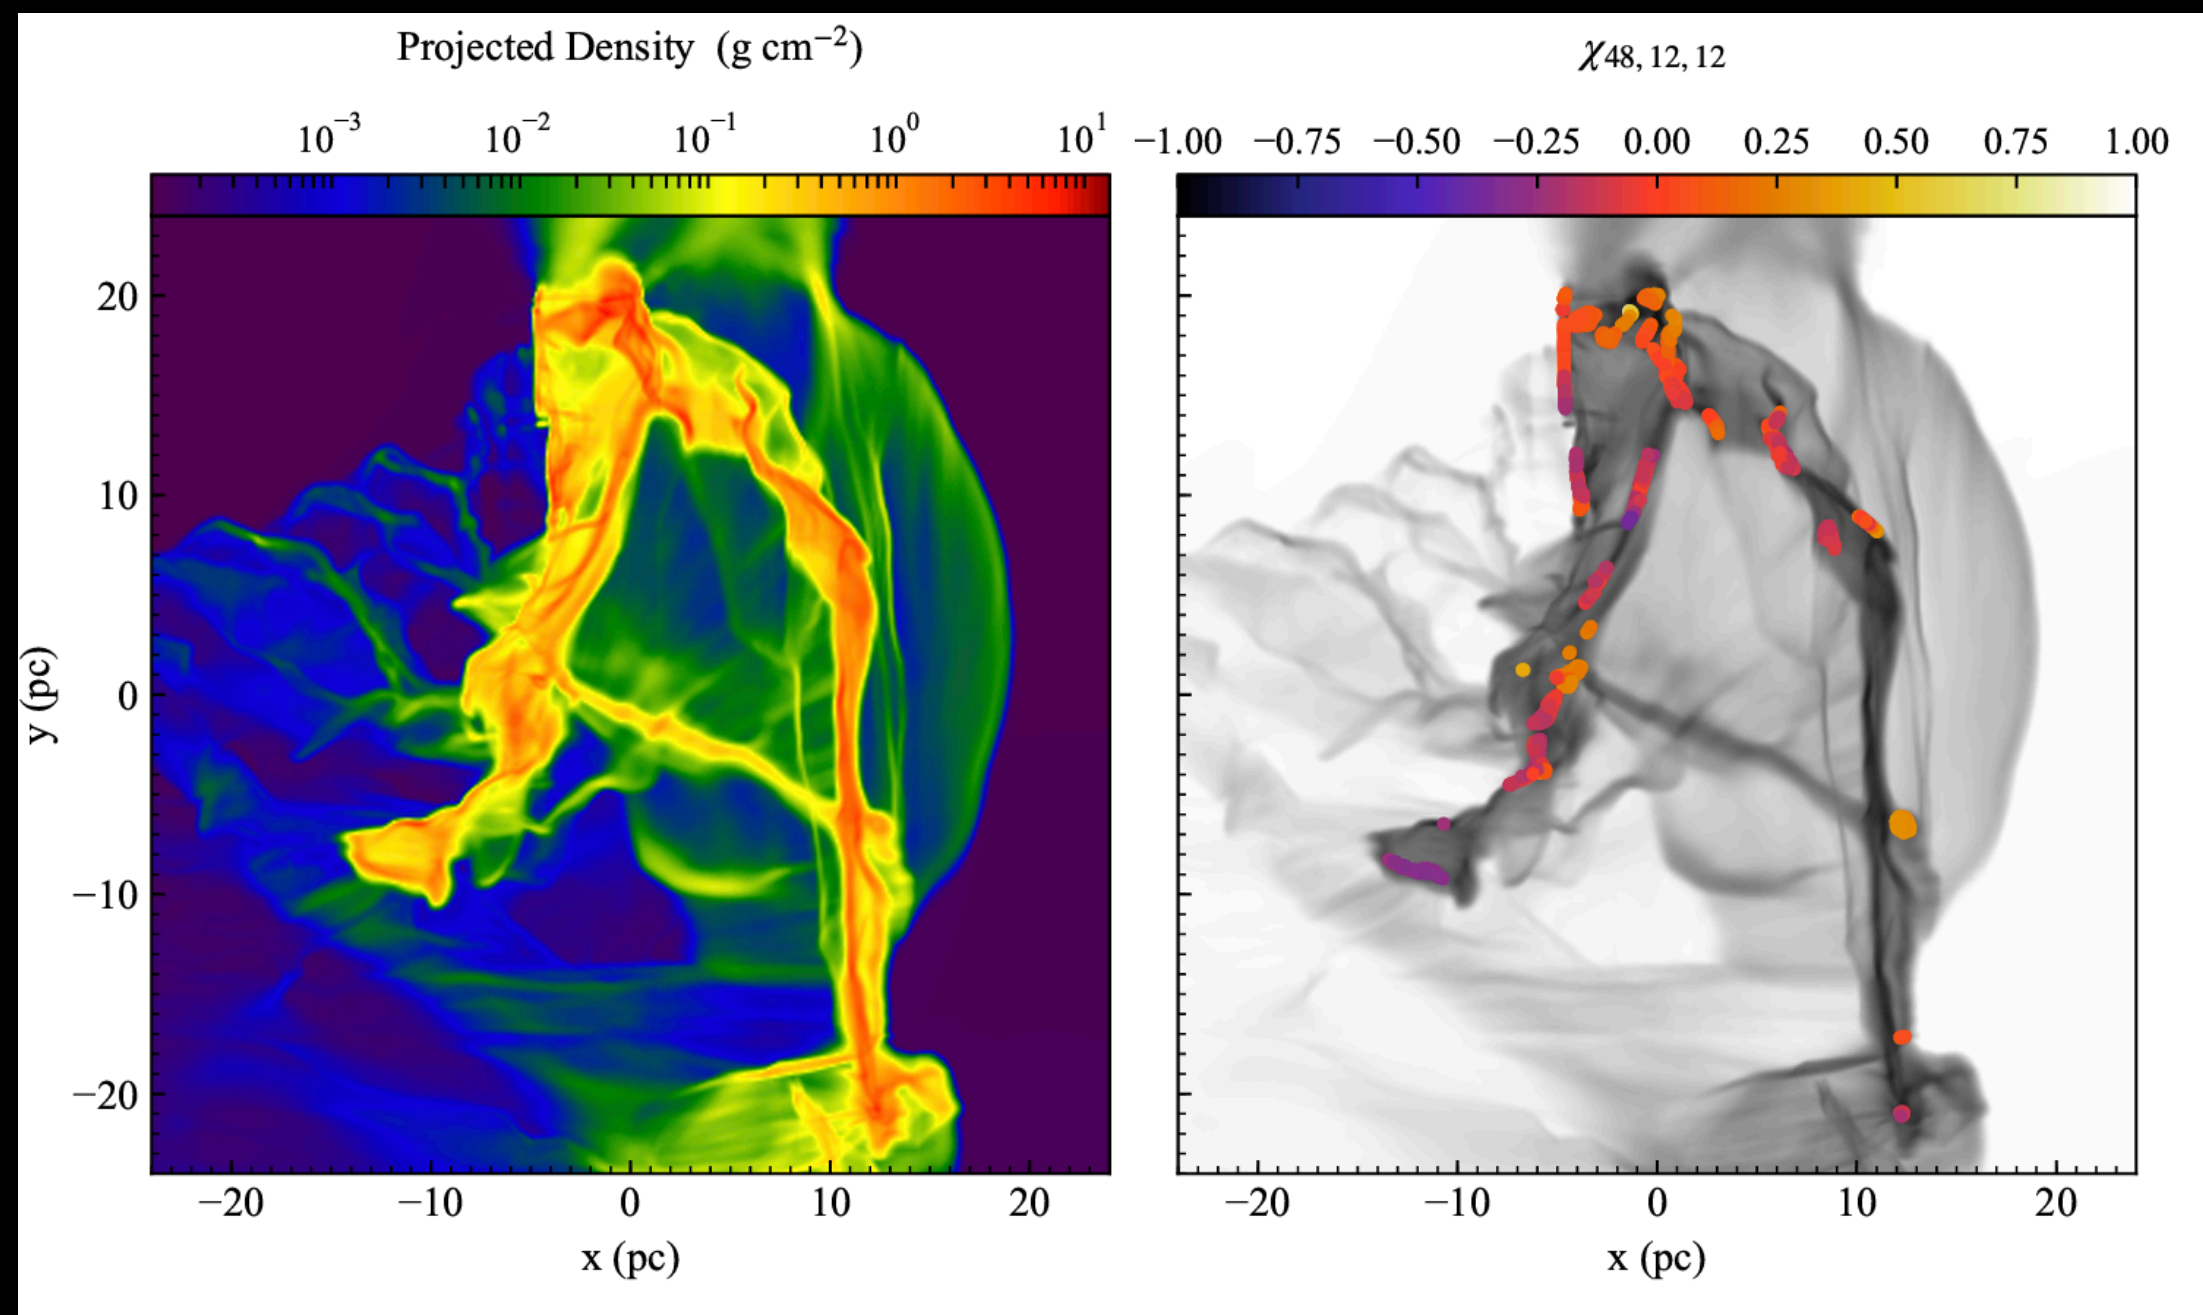 Projected Density (g cm⁻²)
10⁻³ 10⁻² 10⁻¹ 10⁰ 10¹
y (pc)
20
10
0
−10
−20
−20 −10 0 10 20
x (pc)
χ₄₈,₁₂,₁₂
−1.00 −0.75 −0.50 −0.25 0.00 0.25 0.50 0.75 1.00
−20 −10 0 10 20
x (pc)